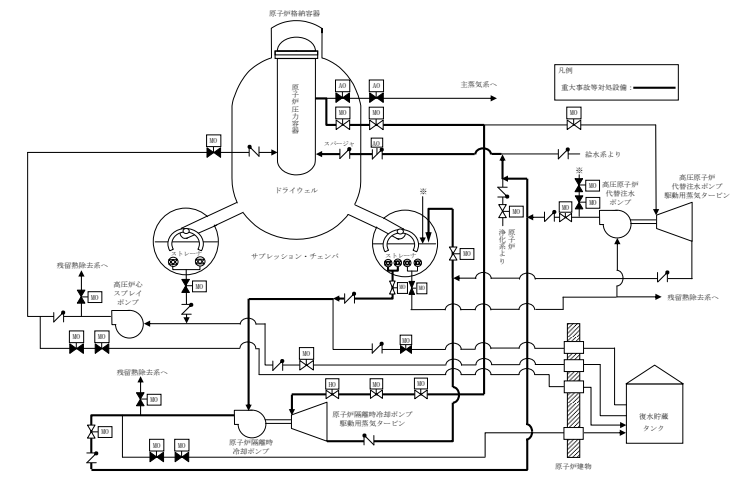 原子炉格納容器
凡例
重大事故等対処設備：
原子炉圧力容器
AO
AO
主蒸気系へ
MO
MO
MO
MO
スパージャ
AO
給水系より
ドライウェル
※
MO
MO
高圧原子炉
代替注水
ポンプ
高圧原子炉
代替注水ポンプ
駆動用蒸気タービン
MO
MO
原子炉
浄化系より
※
ストレーナ
サプレッション・チェンバ
ストレーナ
MO
残留熱除去系へ
MO
MO
MO
MO
高圧炉心
スプレイ
ポンプ
残留熱除去系へ
MO
MO
MO
MO
残留熱除去系へ
MO
HO
MO
MO
原子炉隔離時冷却ポンプ
駆動用蒸気タービン
復水貯蔵
タンク
MO
MO
MO
原子炉隔離時
冷却ポンプ
原子炉建物